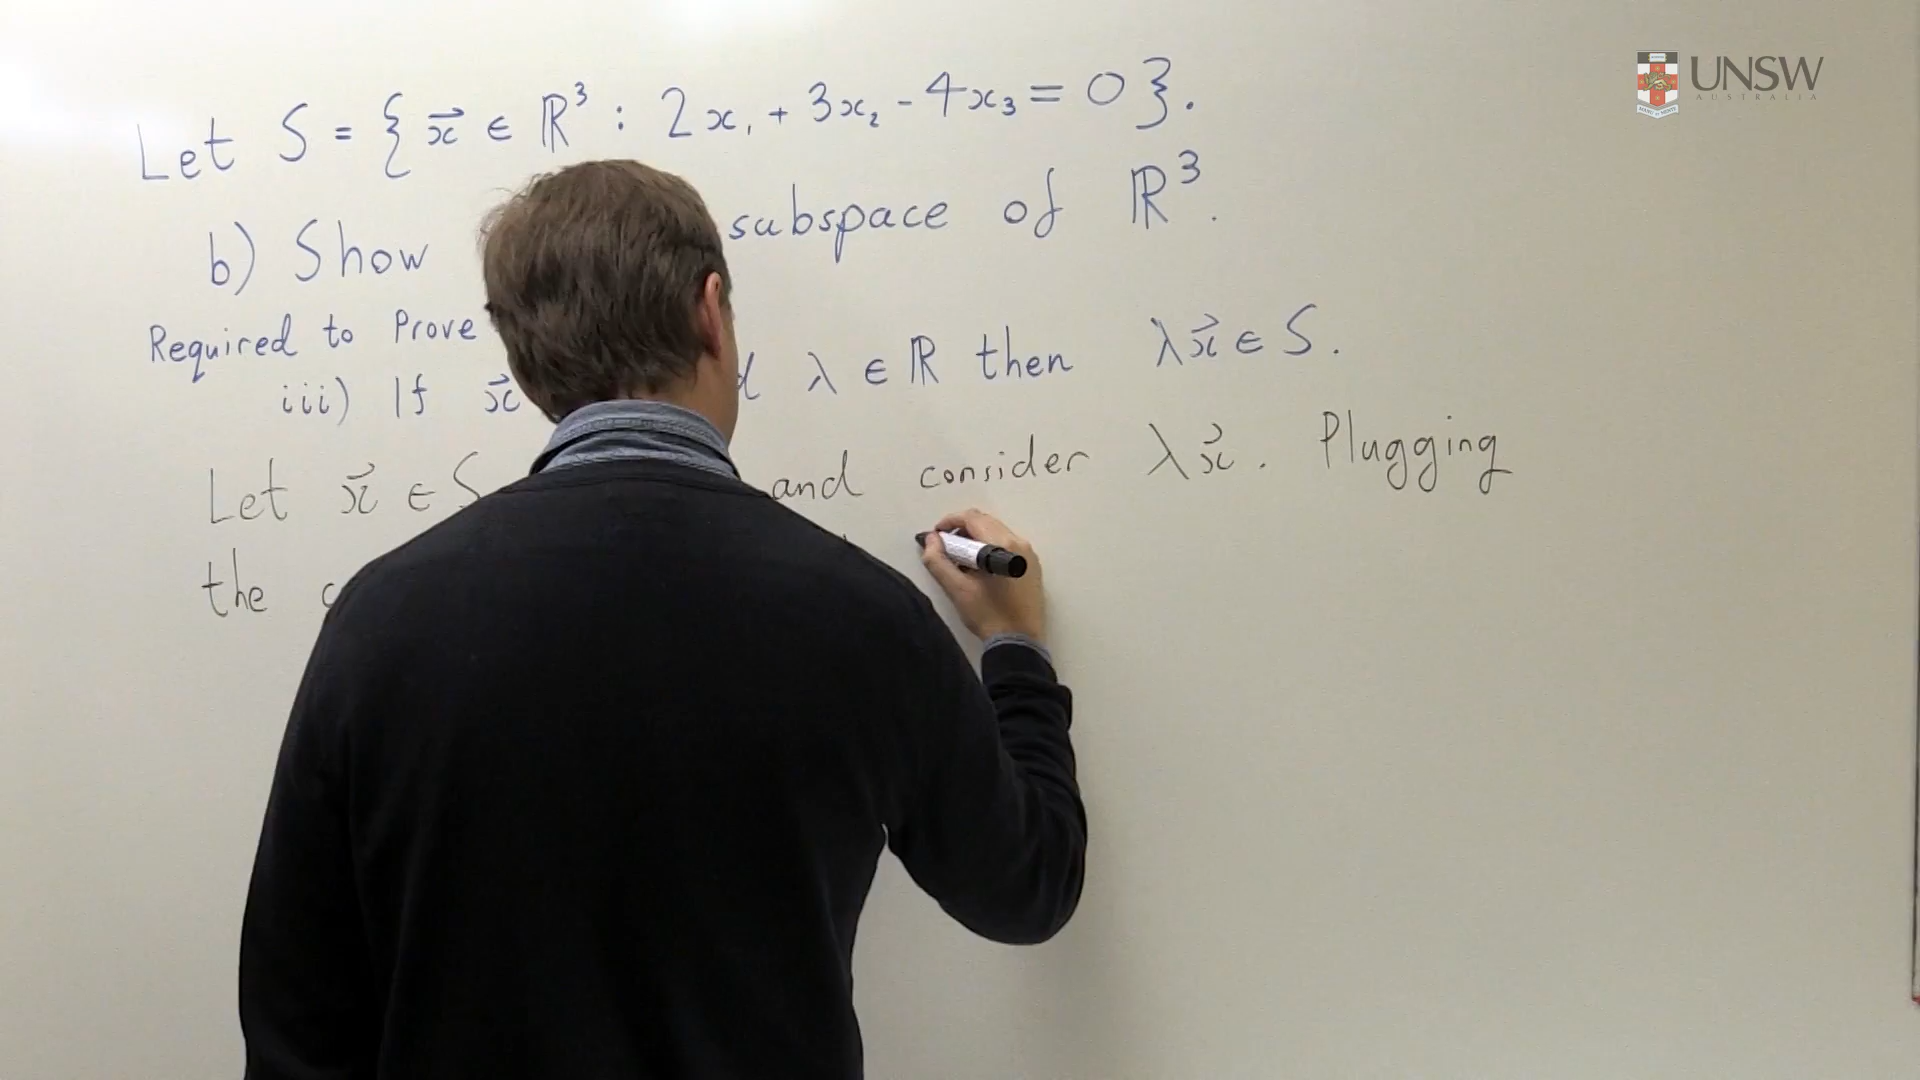 UNSW
AUSTRALIA
Let S = { x⃗ ∈ ℝ³ : 2x₁ + 3x₂ - 4x₃ = 0 }.
b) Show subspace of ℝ³.
Required to Prove
iii) If x⃗ λ ∈ ℝ then λx⃗ ∈ S.
Let x⃗ ∈ S and consider λx⃗. Plugging
the